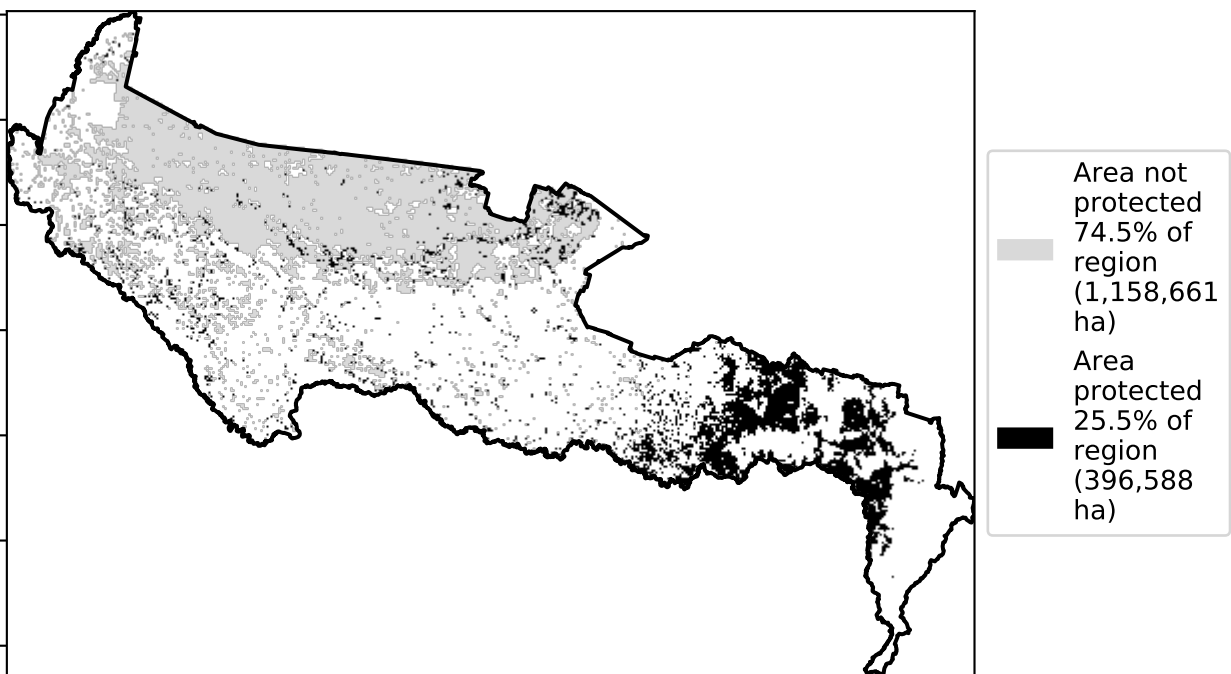 Area not
protected
74.5% of
region
(1,158,661
ha)
Area
protected
25.5% of
region
(396,588
ha)